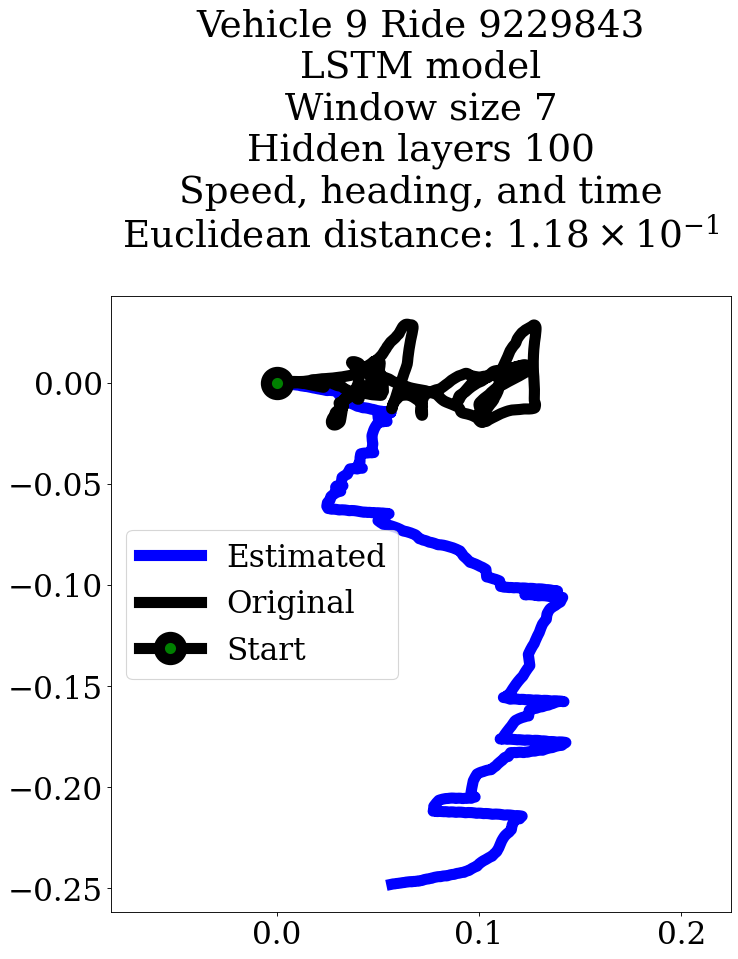 Vehicle 9 Ride 9229843
LSTM model
Window size 7
Hidden layers 100
Speed, heading, and time
Euclidean distance: 1.18 × 10⁻¹
0.00
−0.05
−0.10
−0.15
−0.20
−0.25
Estimated
Original
Start
0.0 0.1 0.2